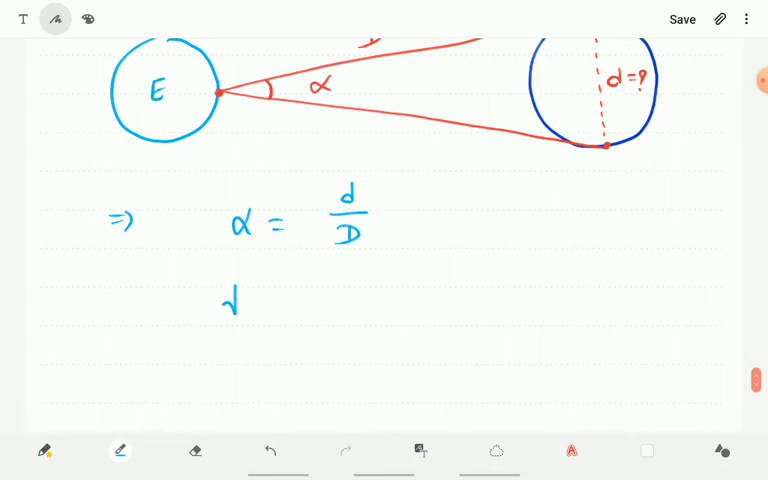 T Save
D
E α d=?
⇒ α = d/D
d